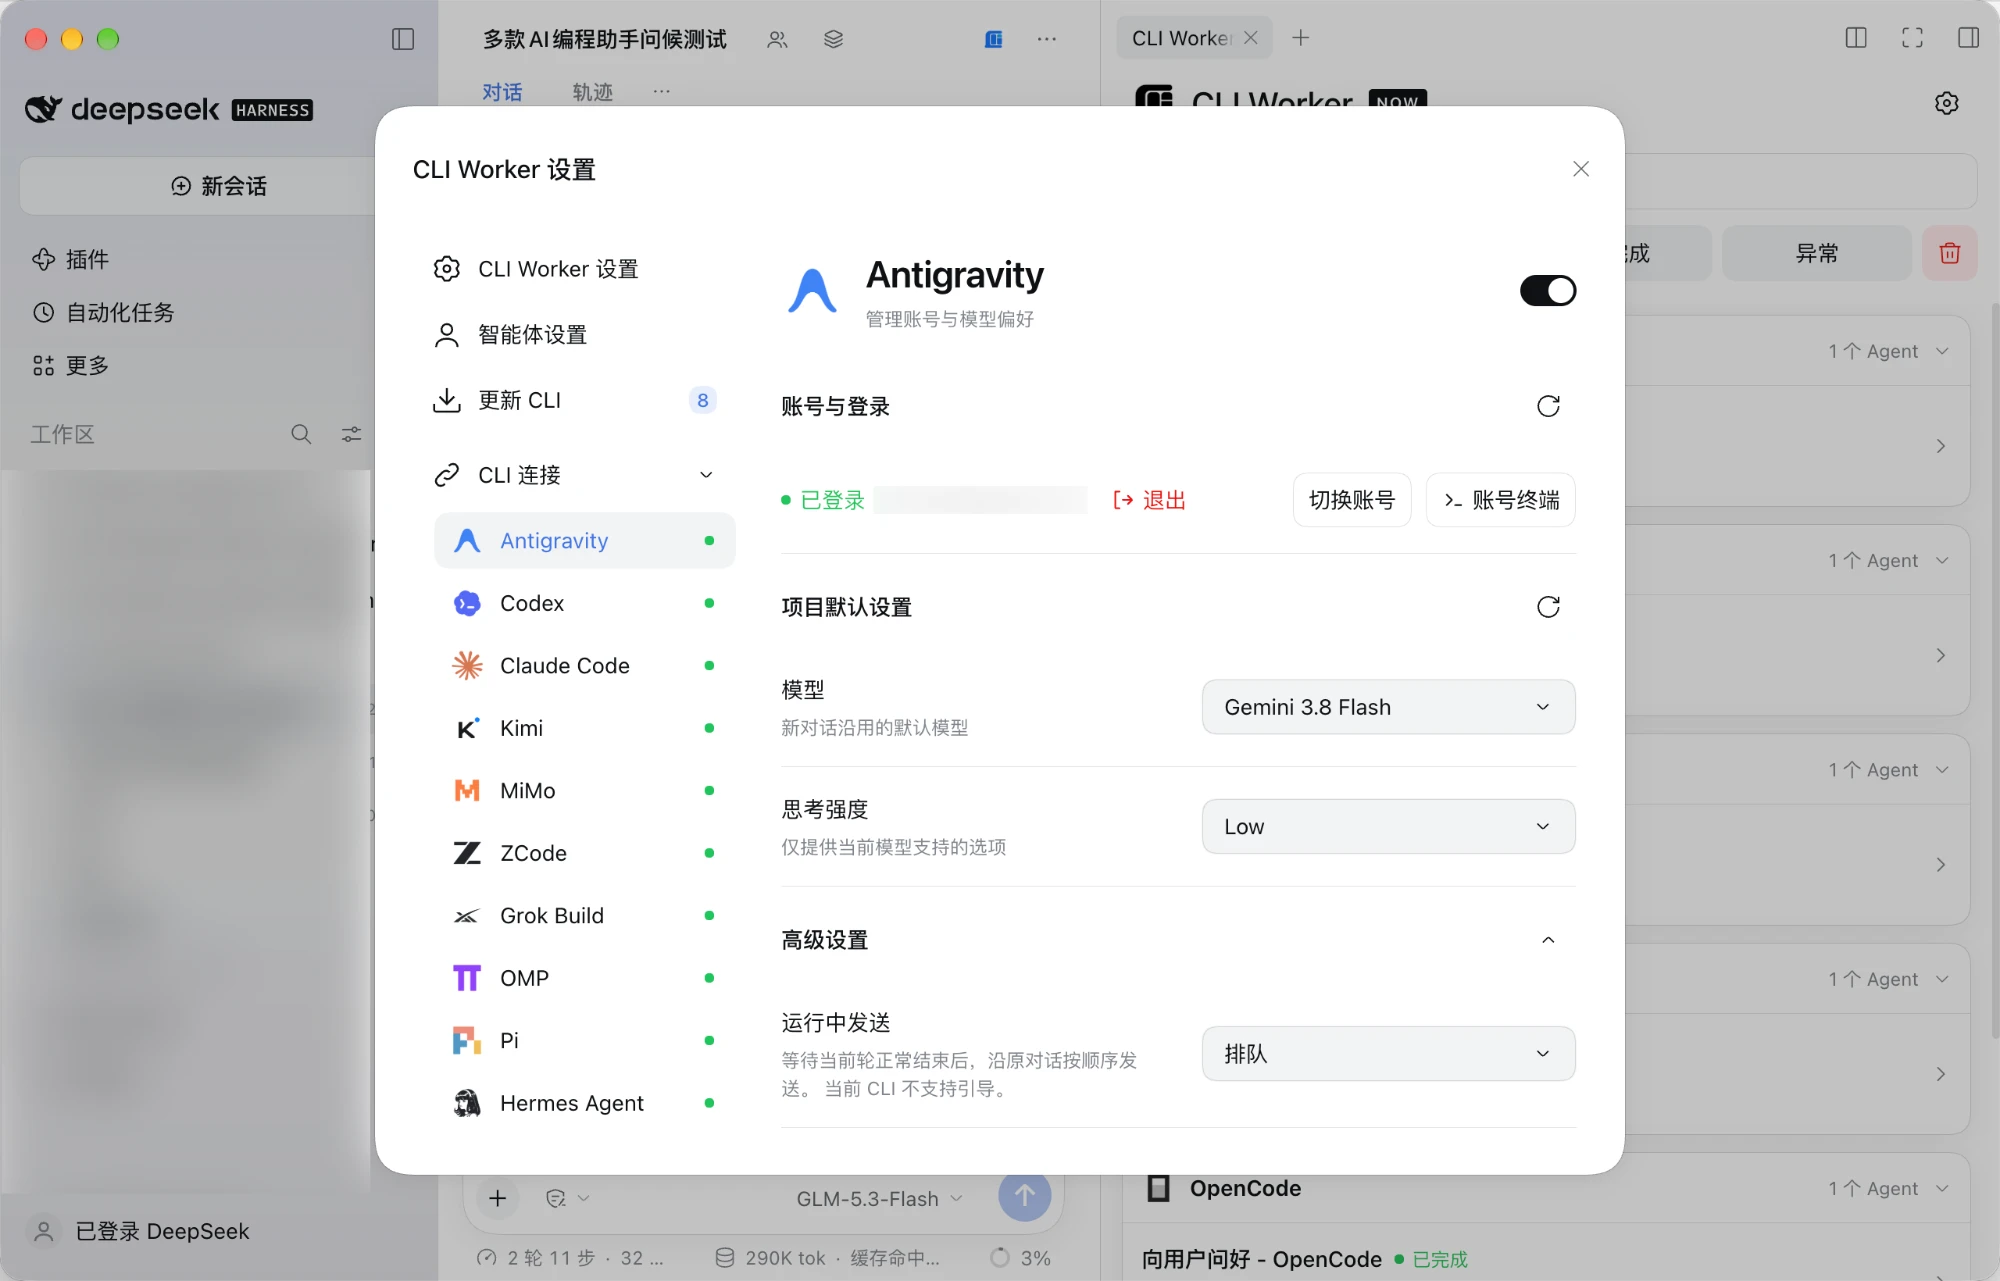 多款AI编程助手问候测试
CLI Worker
deepseek HARNESS
对话 轨迹 ...
CLI Worker NOW
新会话
插件
自动化任务
更多
工作区
CLI Worker 设置
CLI Worker 设置
智能体设置
更新 CLI 8
CLI 连接
Antigravity
Codex
Claude Code
Kimi
MiMo
ZCode
Grok Build
OMP
Pi
Hermes Agent
Antigravity
管理账号与模型偏好
账号与登录
已登录 退出 切换账号 账号终端
项目默认设置
模型
新对话沿用的默认模型
Gemini 3.8 Flash
思考强度
仅提供当前模型支持的选项
Low
高级设置
运行中发送
等待当前轮正常结束后，沿原对话按顺序发
送。 当前 CLI 不支持引导。
排队
成 异常
1 个 Agent
1 个 Agent
1 个 Agent
1 个 Agent
OpenCode 1 个 Agent
向用户问好 - OpenCode 已完成
GLM-5.3-Flash
2 轮 11 步 · 32 ... 290K tok · 缓存命中... 3%
已登录 DeepSeek